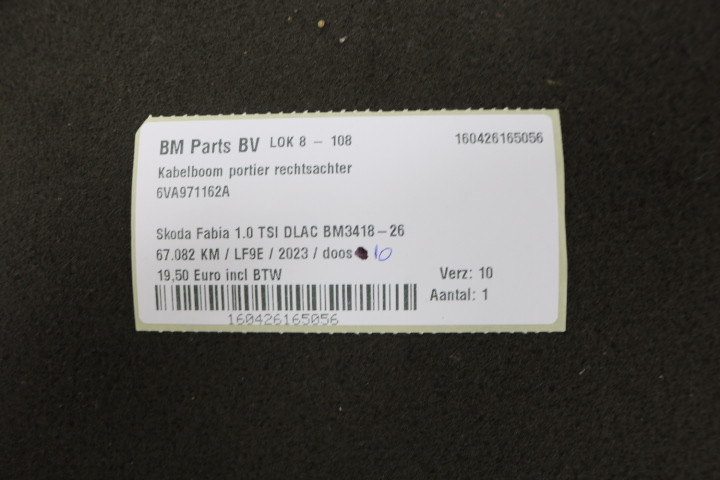 BM Parts BV LOK 8 - 108 160426165056
Kabelboom portier rechtsachter
6VA971162A
Skoda Fabia 1.0 TSI DLAC BM3418-26
67.082 KM / LF9E / 2023 / doos 10
19,50 Euro incl BTW Verz: 10
Aantal: 1
160426165056